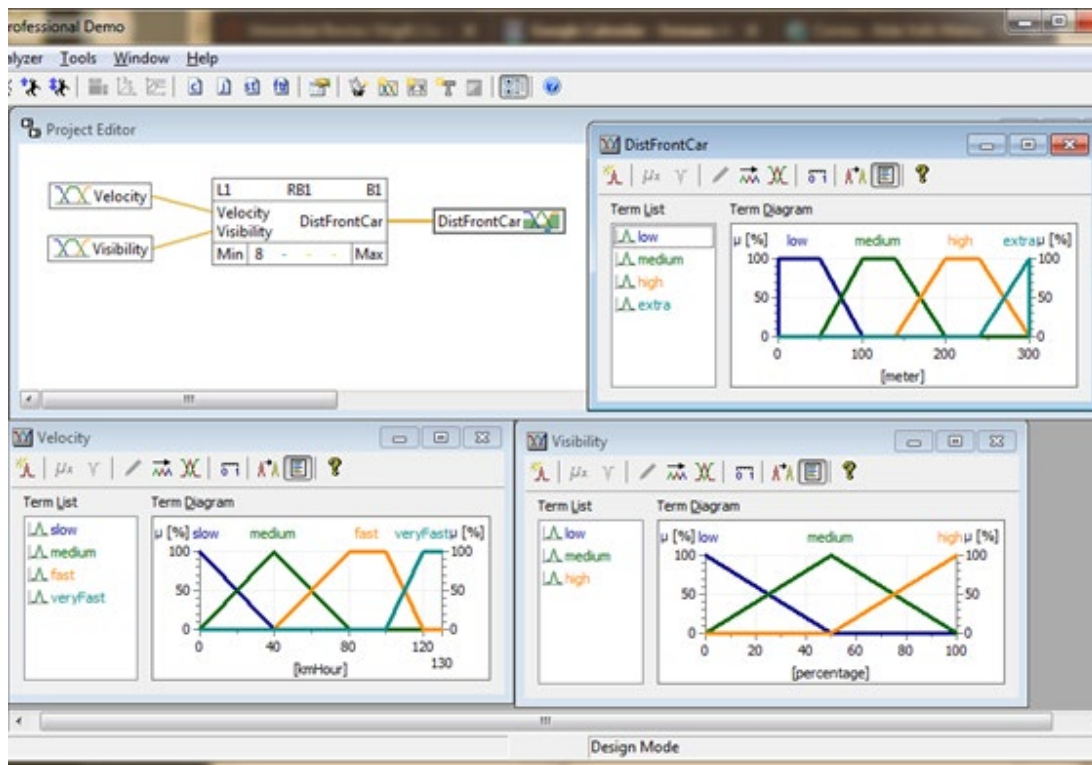 rofessional Demo
alyzer Tools Window Help
Project Editor
Velocity
Visibility
L1 RB1 B1
Velocity
Visibility
DistFrontCar
Min 8 - - - Max
DistFrontCar
DistFrontCar
Term List Term Diagram
low
medium
high
extra
µ [%] low medium high extra µ [%]
100 100
50 50
0 0
0 100 200 300
[meter]
Velocity
Term List Term Diagram
slow
medium
fast
veryFast
µ [%] slow medium fast veryFast µ [%]
100 100
50 50
0 0
0 40 80 120
130
[kmHour]
Visibility
Term List Term Diagram
low
medium
high
µ [%] low medium high µ [%]
100 100
50 50
0 0
0 20 40 60 80 100
[percentage]
Design Mode